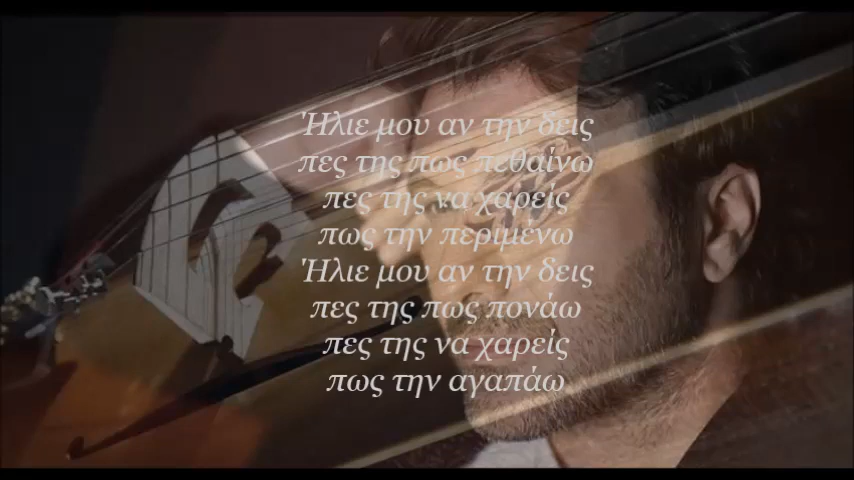 Ήλιε μου αν την δεις
πες της πως πεθαίνω
πες της να χαρείς
πως την περιμένω
Ήλιε μου αν την δεις
πες της πως πονάω
πες της να χαρείς
πως την αγαπάω